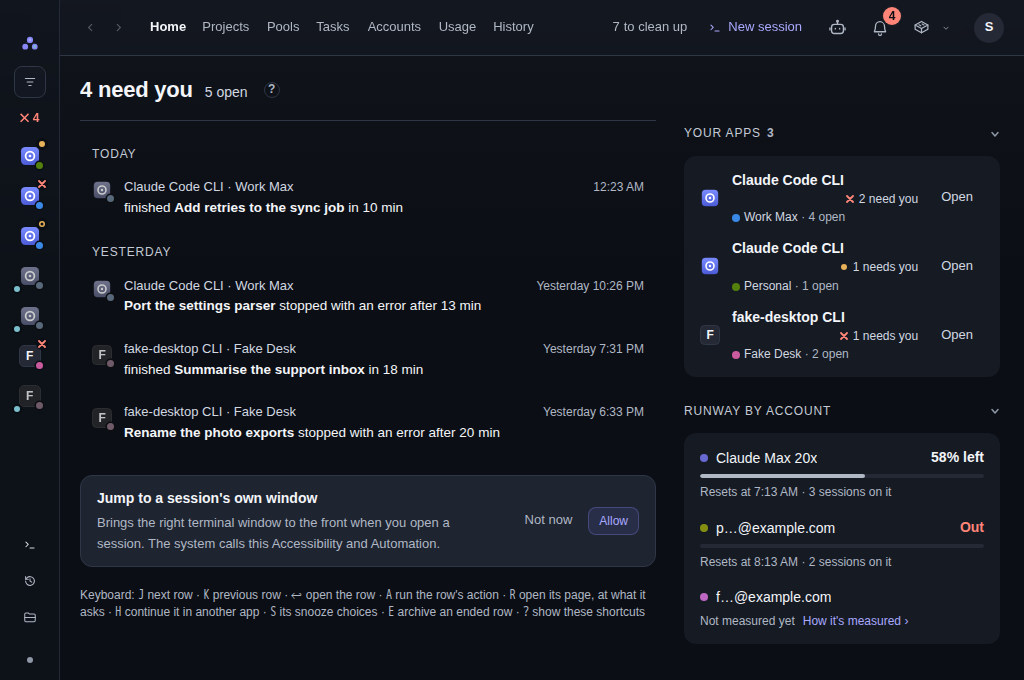 Home Projects Pools Tasks Accounts Usage History 7 to clean up New session 4 S
4
F
F
4 need you 5 open ?
TODAY
Claude Code CLI · Work Max 12:23 AM
finished Add retries to the sync job in 10 min
YESTERDAY
Claude Code CLI · Work Max Yesterday 10:26 PM
Port the settings parser stopped with an error after 13 min
F fake-desktop CLI · Fake Desk Yesterday 7:31 PM
finished Summarise the support inbox in 18 min
F fake-desktop CLI · Fake Desk Yesterday 6:33 PM
Rename the photo exports stopped with an error after 20 min
Jump to a session's own window
Brings the right terminal window to the front when you open a
session. The system calls this Accessibility and Automation.
Not now Allow
Keyboard: J next row · K previous row · ↩ open the row · A run the row's action · R open its page, at what it
asks · H continue it in another app · S its snooze choices · E archive an ended row · ? show these shortcuts
YOUR APPS 3
Claude Code CLI
2 need you Open
Work Max · 4 open
Claude Code CLI
1 needs you Open
Personal · 1 open
fake-desktop CLI
F 1 needs you Open
Fake Desk · 2 open
RUNWAY BY ACCOUNT
Claude Max 20x 58% left
Resets at 7:13 AM · 3 sessions on it
p…@example.com Out
Resets at 8:13 AM · 2 sessions on it
f…@example.com
Not measured yet How it's measured ›